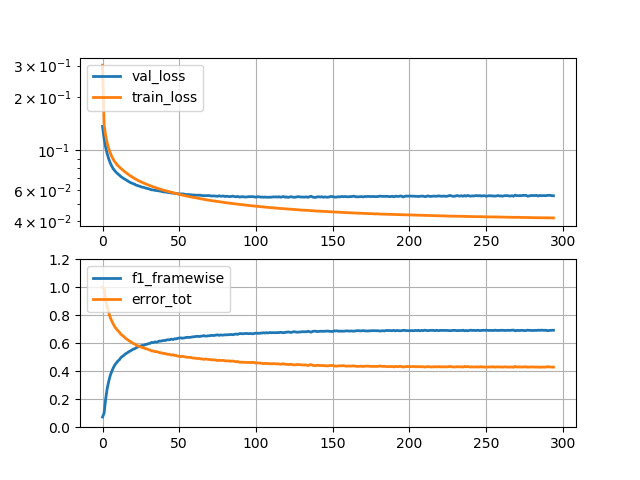 3 × 10⁻¹
2 × 10⁻¹
10⁻¹
6 × 10⁻²
4 × 10⁻²
val_loss
train_loss
0 50 100 150 200 250 300
1.2
1.0
0.8
0.6
0.4
0.2
0.0
f1_framewise
error_tot
0 50 100 150 200 250 300